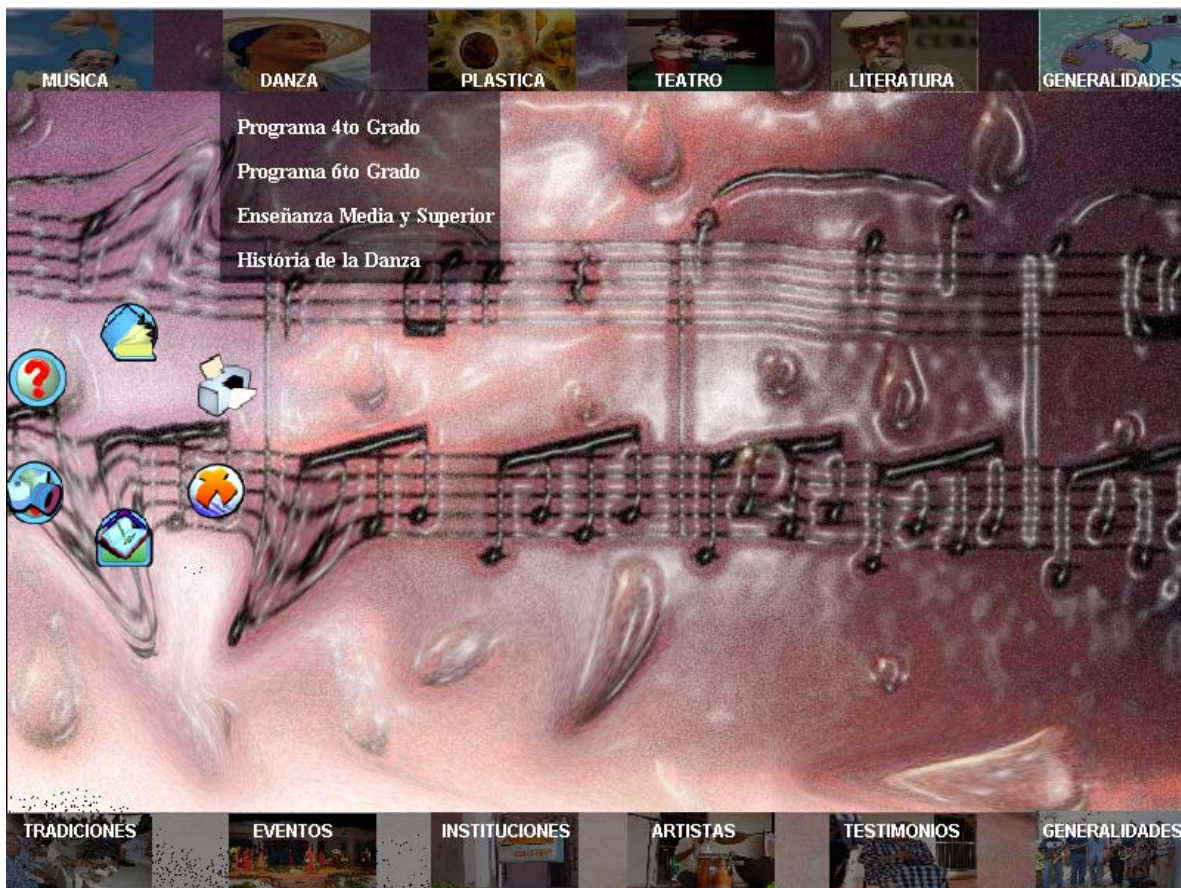 MUSICA
DANZA
PLASTICA
TEATRO
LITERATURA
GENERALIDADES
Programa 4to Grado
Programa 6to Grado
Enseñanza Media y Superior
História de la Danza
?
TRADICIONES
EVENTOS
INSTITUCIONES
ARTISTAS
TESTIMONIOS
GENERALIDADES